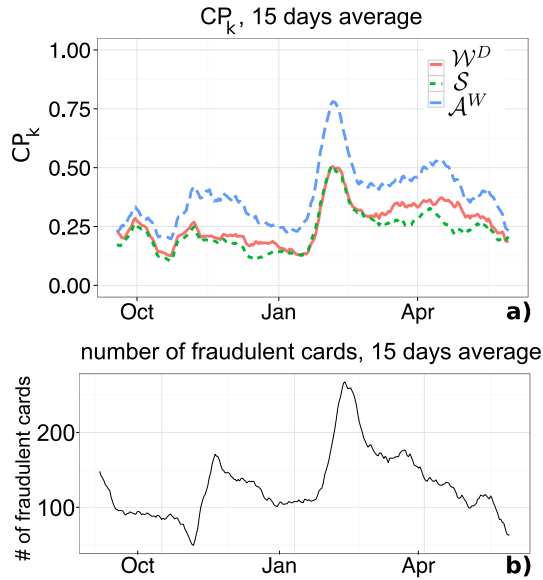 CP_k, 15 days average
1.00
0.75
0.50
0.25
0.00
CP_k
𝒲^D
𝒮
𝒜^W
Oct
Jan
Apr
a)
number of fraudulent cards, 15 days average
# of fraudulent cards
200
100
Oct
Jan
Apr
b)